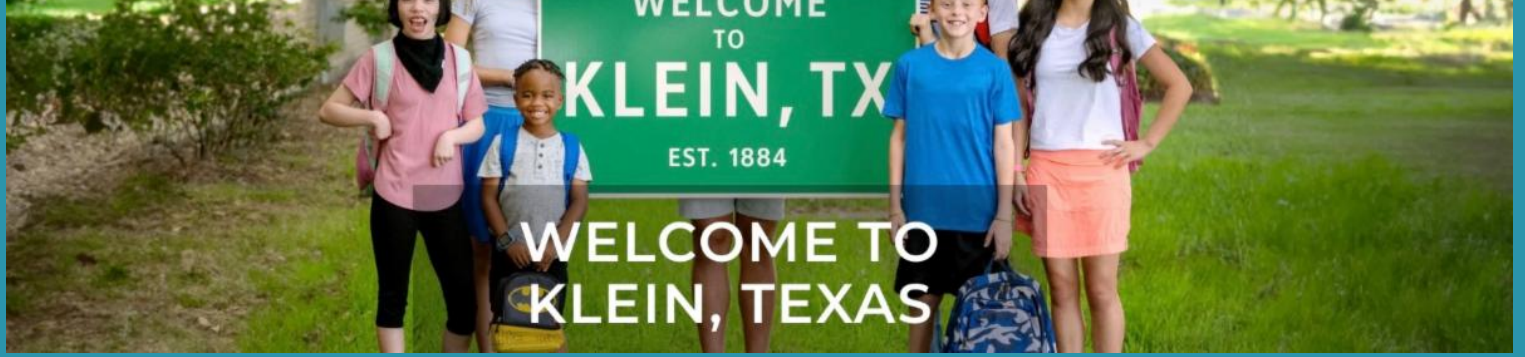 WELCOME
TO
KLEIN, TX
EST. 1884
WELCOME TO
KLEIN, TEXAS